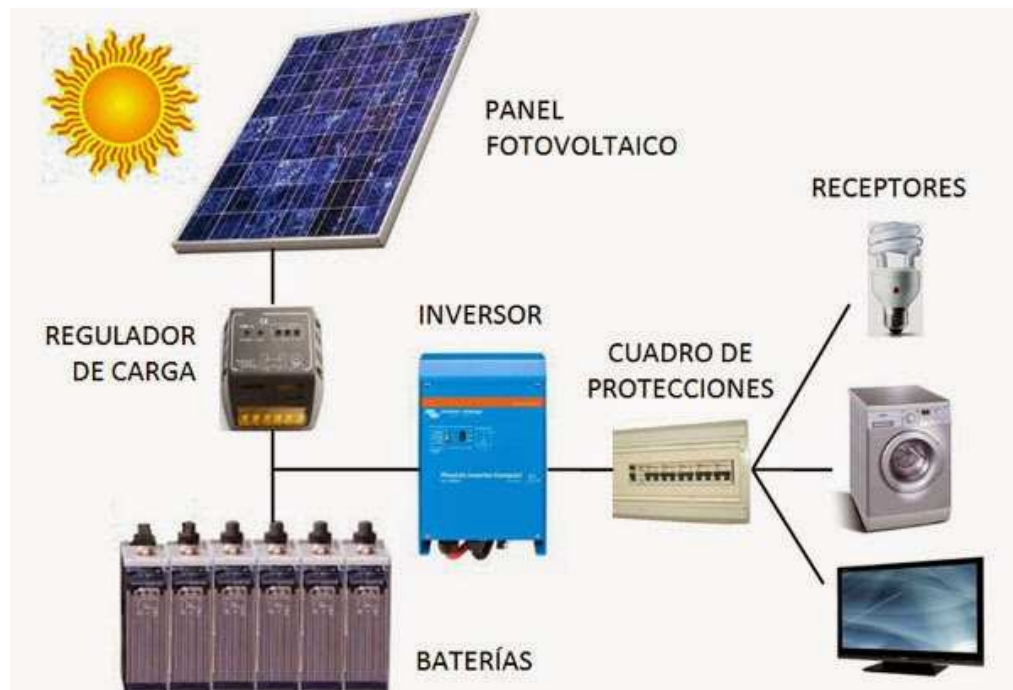 PANEL
FOTOVOLTAICO
RECEPTORES
INVERSOR
REGULADOR
DE CARGA
CUADRO DE
PROTECCIONES
BATERÍAS